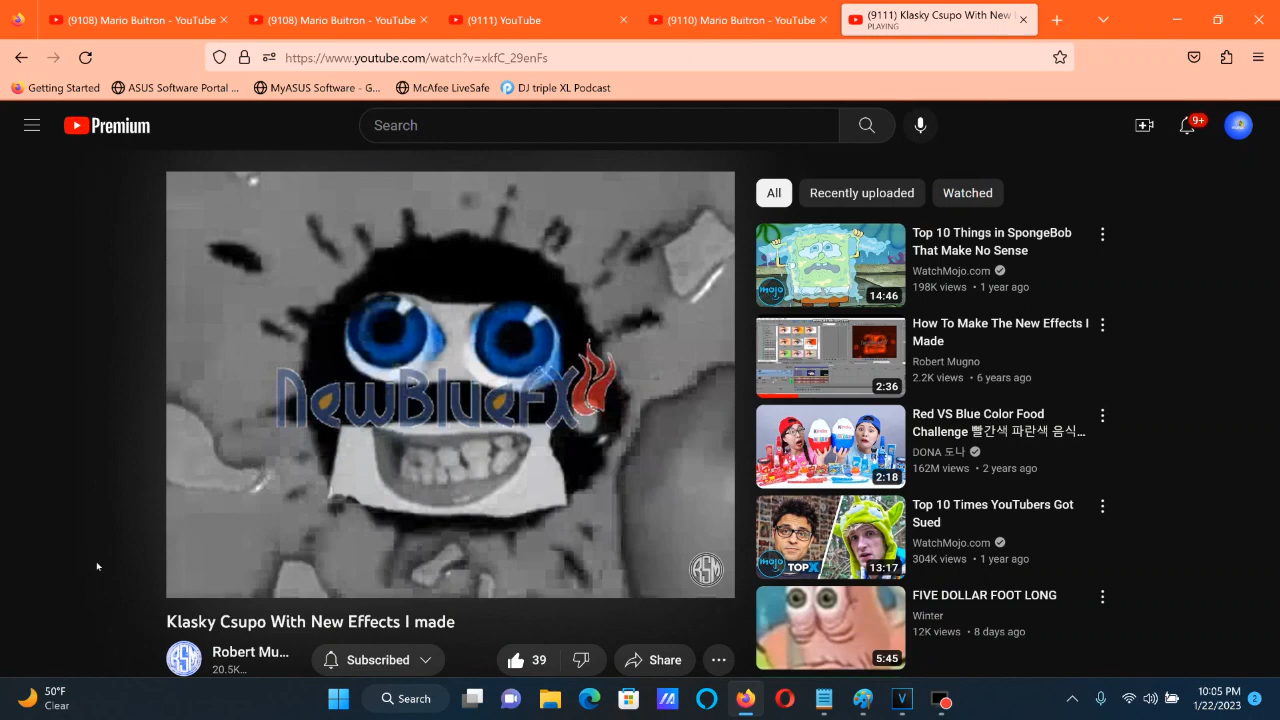 (9108) Mario Buitron - YouTube
(9108) Mario Buitron - YouTube
(9111) YouTube
(9110) Mario Buitron - YouTube
(9111) Klasky Csupo With New
PLAYING
https://www.youtube.com/watch?v=xkfC_29enFs
Getting Started
ASUS Software Portal ...
MyASUS Software - G...
McAfee LiveSafe
DJ triple XL Podcast
Premium
Search
9+
All
Recently uploaded
Watched
NewBlueFX
RSM
Top 10 Things in SpongeBob
That Make No Sense
WatchMojo.com
198K views • 1 year ago
mojo
14:46
How To Make The New Effects I
Made
Robert Mugno
2.2K views • 6 years ago
2:36
Red VS Blue Color Food
Challenge 빨간색 파란색 음식...
DONA 도나
162M views • 2 years ago
2:18
Top 10 Times YouTubers Got
Sued
WatchMojo.com
304K views • 1 year ago
mojo
TOPX
13:17
FIVE DOLLAR FOOT LONG
Winter
12K views • 8 days ago
5:45
Klasky Csupo With New Effects I made
RSM
Robert Mu...
20.5K...
Subscribed
39
Share
50°F
Clear
Search
V
10:05 PM
1/22/2023
2